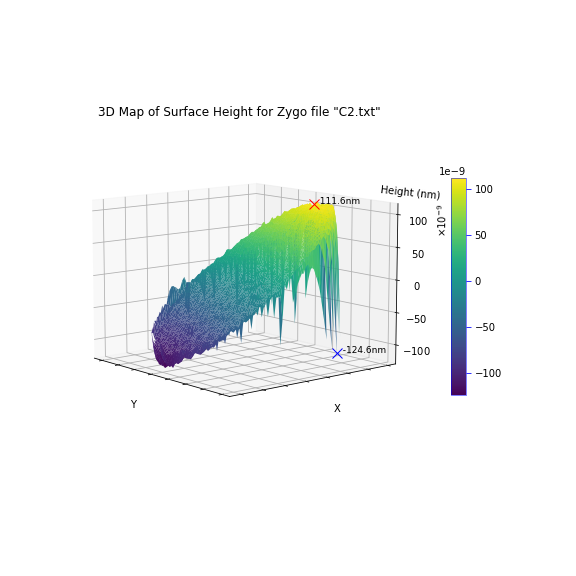 3D Map of Surface Height for Zygo file "C2.txt"
1e−9
Height (nm)
×10⁻⁶
111.6nm
-124.6nm
100
50
0
−50
−100
100
50
0
−50
−100
Y
X